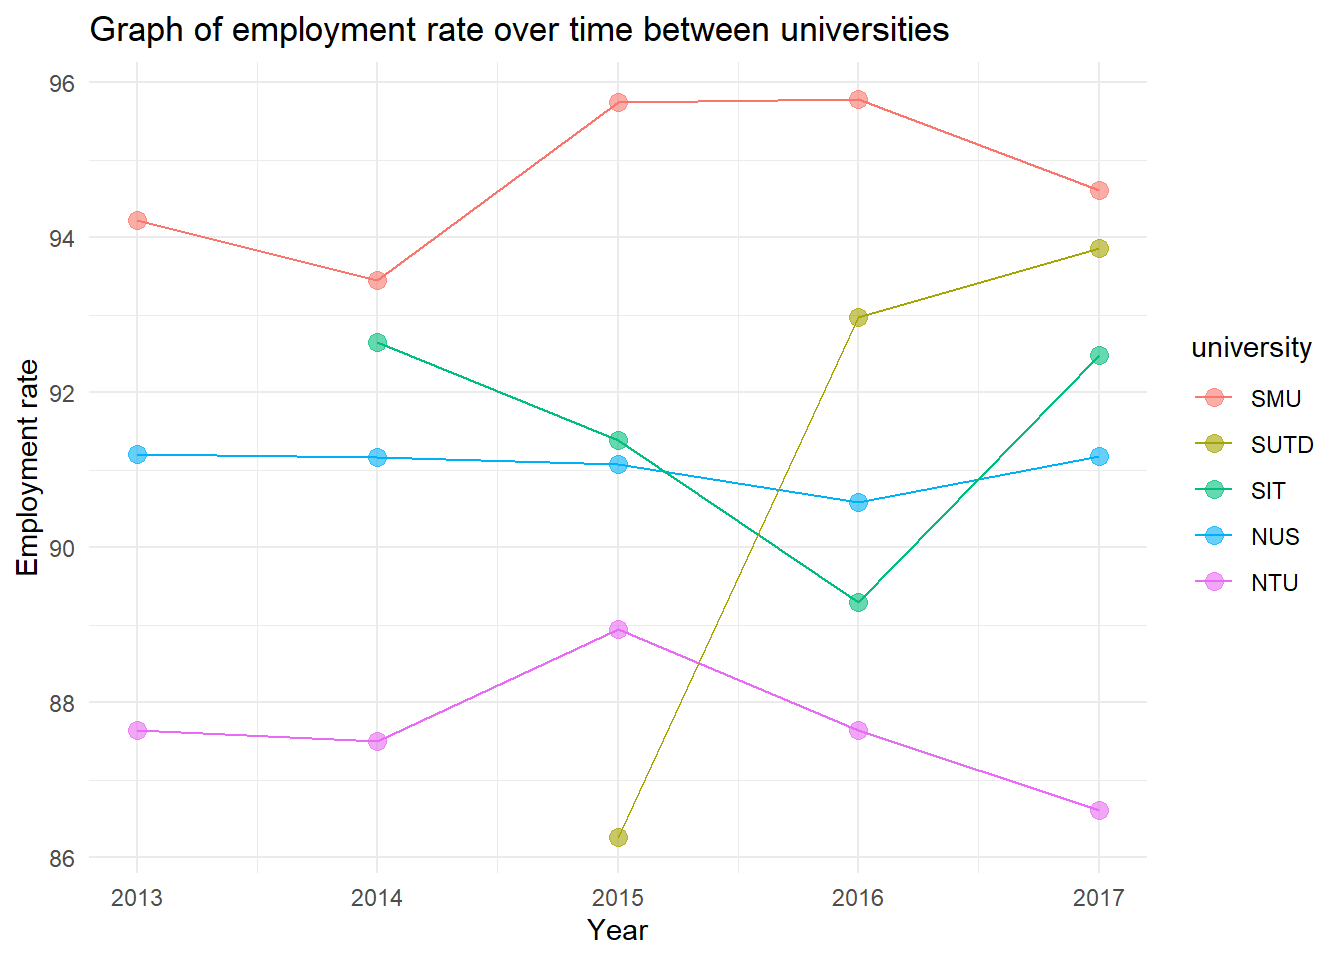 Graph of employment rate over time between universities
96
94
92
90
88
86
Employment rate
2013 2014 2015 2016 2017
Year
university
SMU
SUTD
SIT
NUS
NTU